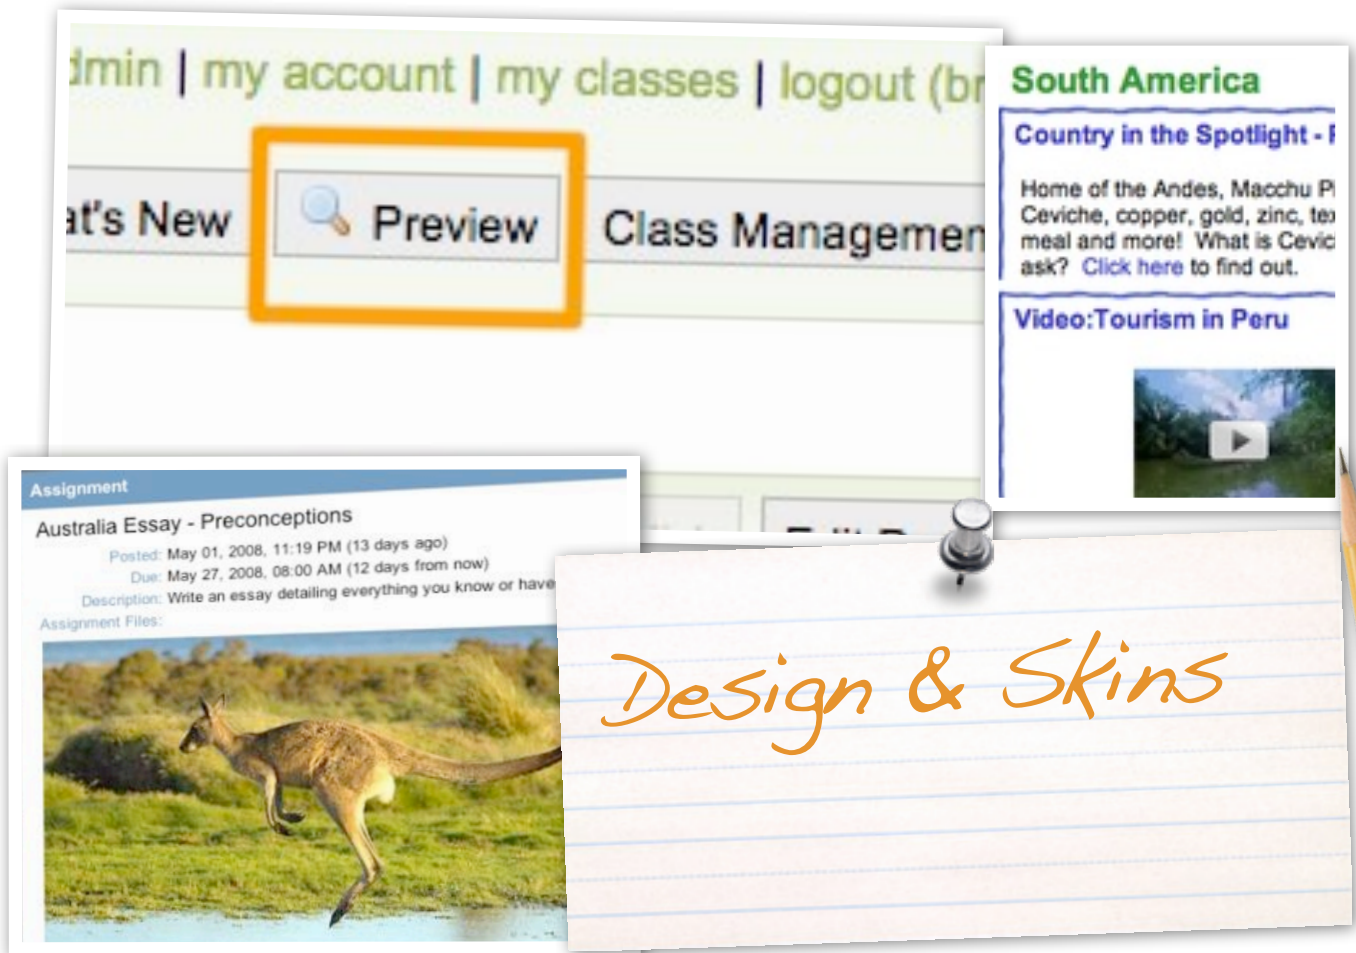 | my account | my classes | logout
New Preview Class
South America
Country in the Spotlight -
Home of the Andes, Macchu
Ceviche, copper, gold, zinc,
meal and more! What is
ask? Click here to find out.
Video:Tourism in Peru
Assignment
Australia Essay - Preconceptions
Posted: May 01, 2008, 11:19 PM (13 days ago)
Due: May 27, 2008, 08:00 AM (12 days from now)
Description: Write an essay detailing everything you know or have
Assignment Files:
Design & Skins